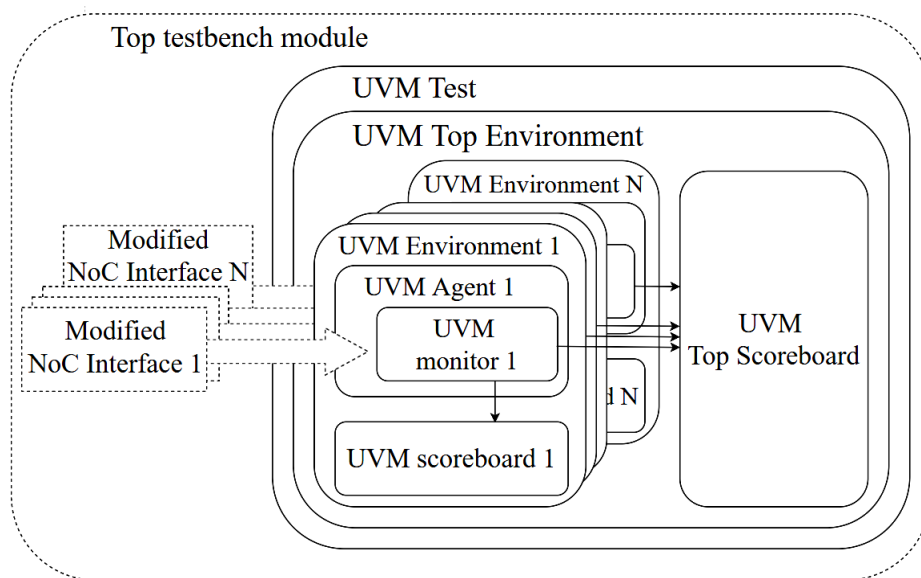 Top testbench module
UVM Test
UVM Top Environment
UVM Environment N
Modified
NoC Interface N
UVM Environment 1
UVM Agent 1
Modified
NoC Interface 1
UVM
monitor 1
UVM
Top Scoreboard
d N
UVM scoreboard 1